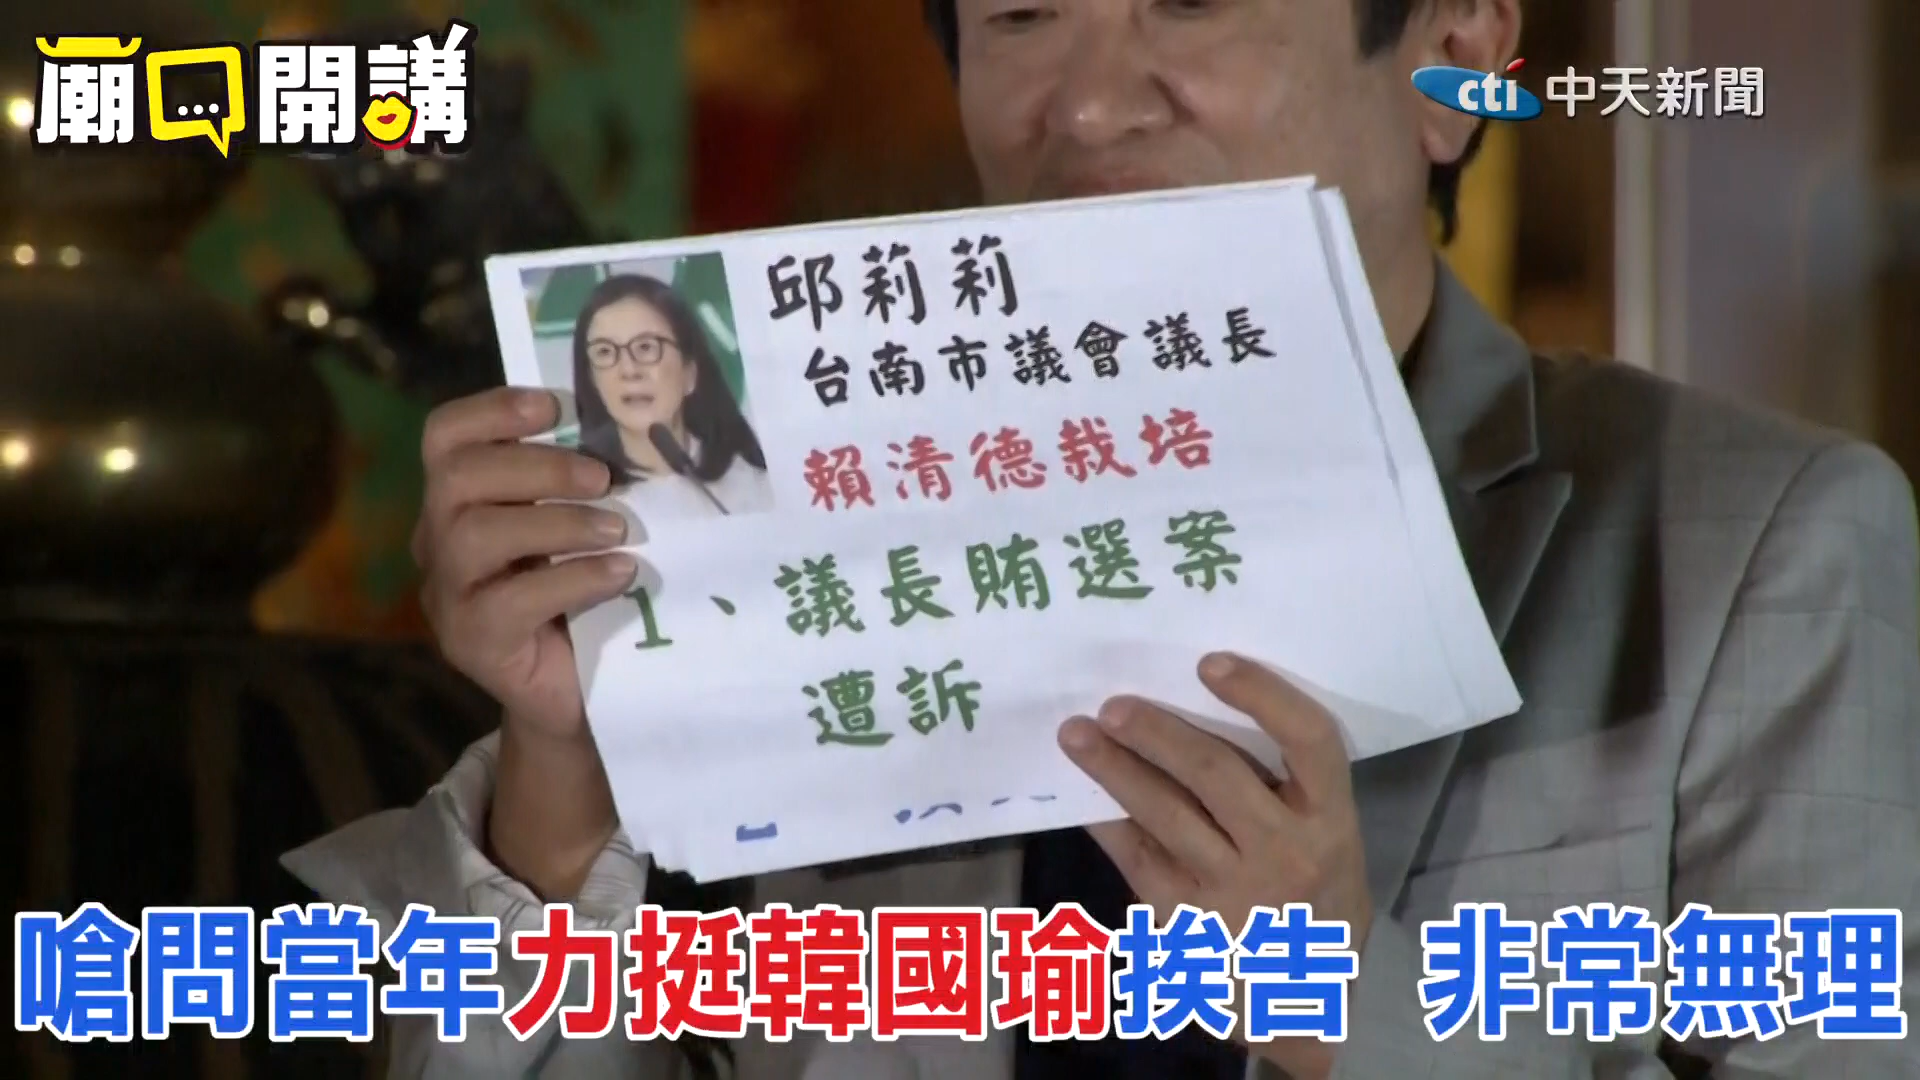 廟口開講
cti 中天新聞
邱莉莉
台南市議會議長
賴清德栽培
1、議長賄選案
遭訴
嗆問當年力挺韓國瑜挨告 非常無理